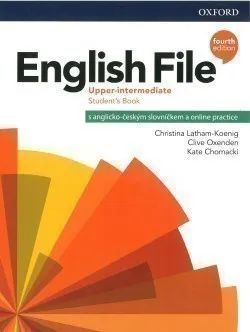 OXFORD
fourth
edition
English File
Upper-intermediate
Student's Book
s anglicko-českým slovníčkem a online practice
Christina Latham-Koenig
Clive Oxenden
Kate Chomacki